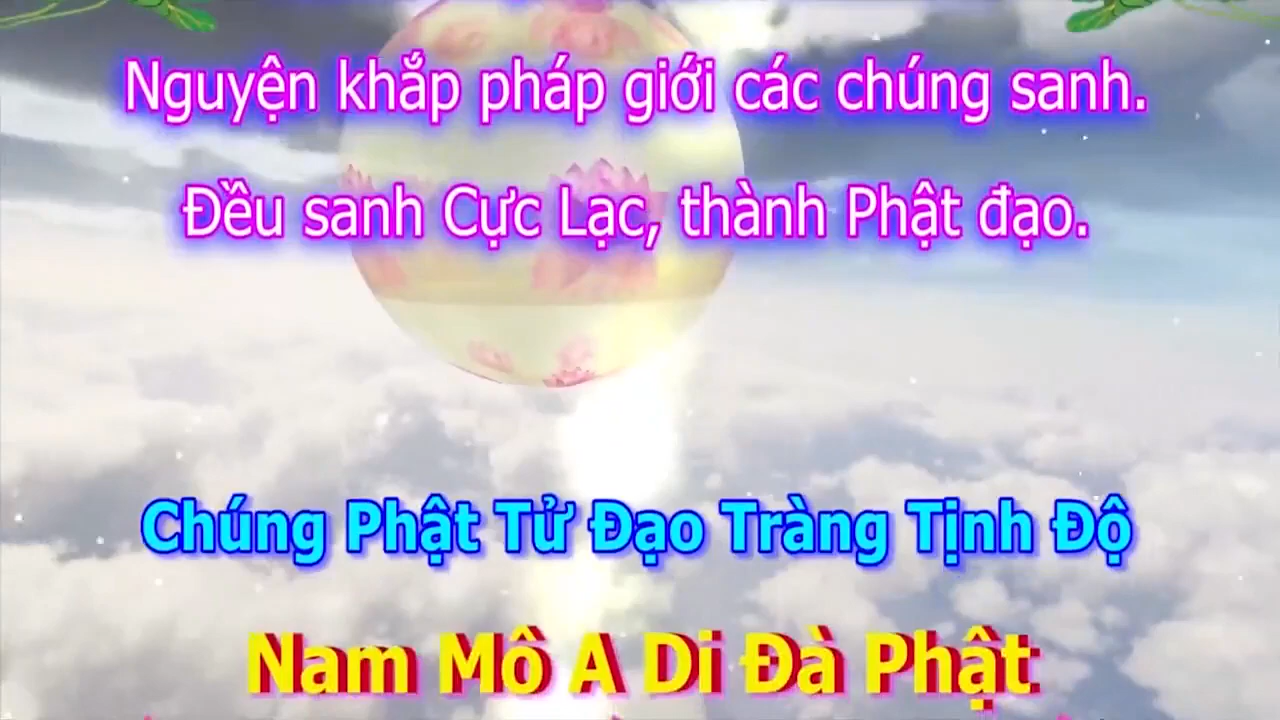 Nguyện khắp pháp giới các chúng sanh.
Đều sanh Cực Lạc, thành Phật đạo.
Chúng Phật Tử Đạo Tràng Tịnh Độ
Nam Mô A Di Đà Phật